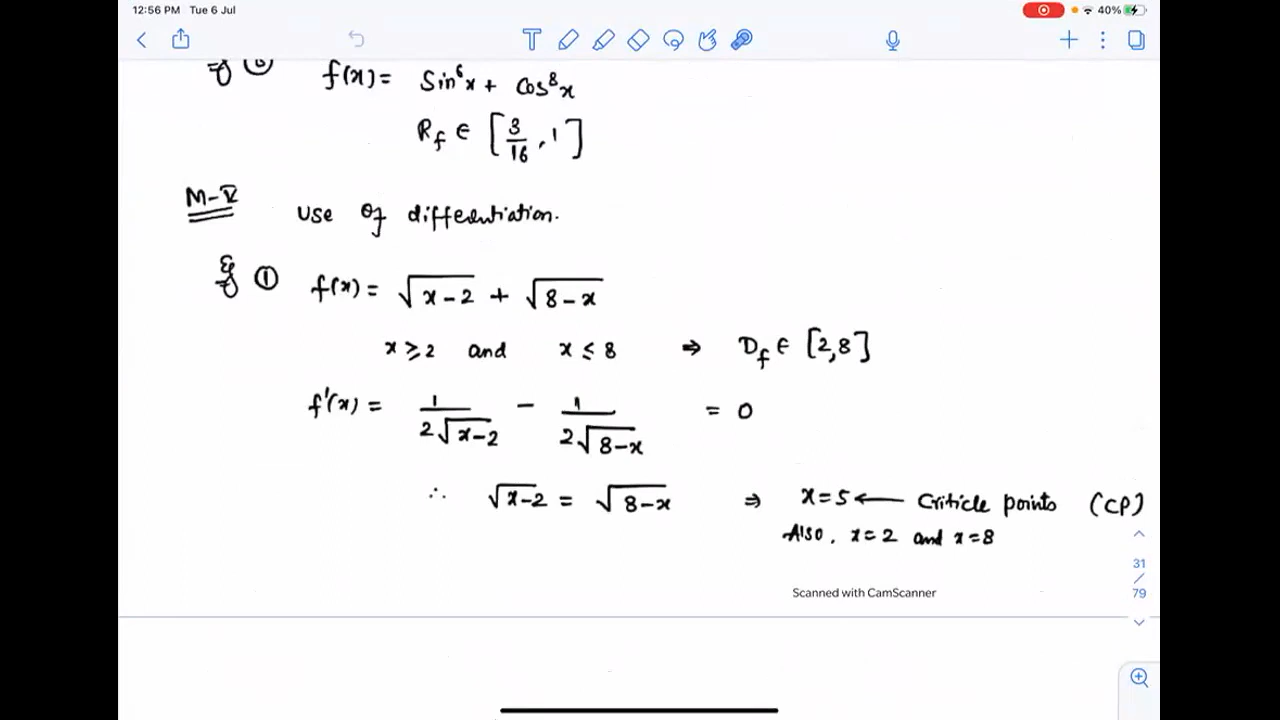 12:56 PM Tue 6 Jul
40%
f(x) = Sin⁶x + Cos⁸x
R_f ∈ [3/16, 1]
M-V Use of differentiation.
Eg ① f(x) = √(x-2) + √(8-x)
x ≥ 2 and x ≤ 8 ⇒ D_f ∈ [2,8]
f'(x) = 1/(2√(x-2)) - 1/(2√(8-x)) = 0
∴ √(x-2) = √(8-x) ⇒ x=5 ← Criticle points (CP)
Also, x=2 and x=8
31
/
79
Scanned with CamScanner